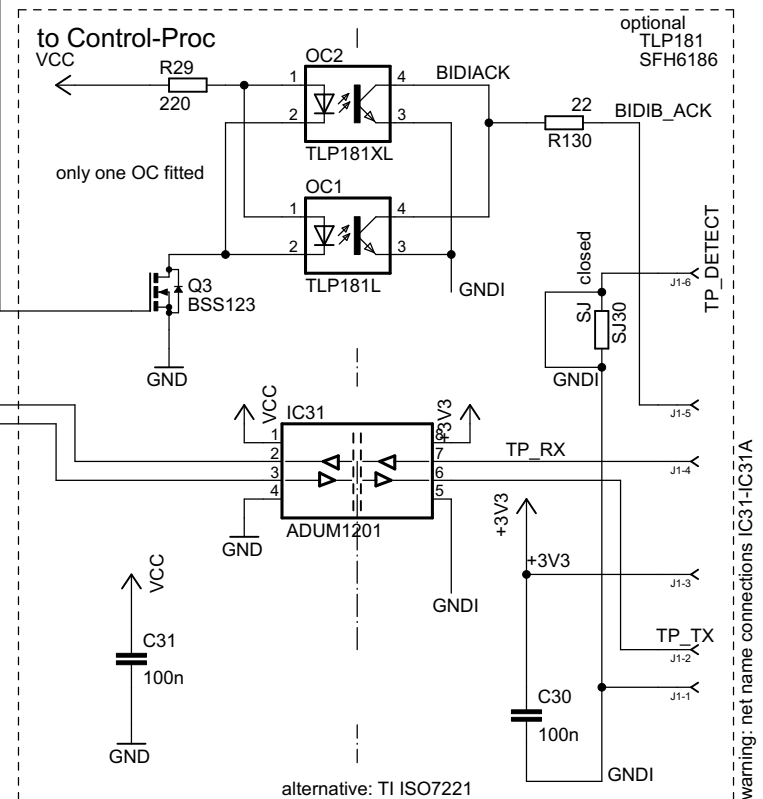 to Control-Proc
optional
TLP181
SFH6186
VCC
R29
220
OC2
1
2
4
3
TLP181XL
BIDIACK
22
R130
BIDIB_ACK
only one OC fitted
OC1
1
2
4
3
TLP181L
GNDI
Q3
BSS123
GND
closed
SJ
SJ30
GNDI
TP_DETECT
J1-6
J1-5
VCC
IC31
+3V3
1
2
3
4
8
7
6
5
ADUM1201
TP_RX
J1-4
GND
GNDI
+3V3
+3V3
J1-3
TP_TX
J1-2
J1-1
VCC
C31
100n
GND
C30
100n
GNDI
alternative: TI ISO7221
warning: net name connections IC31-IC31A